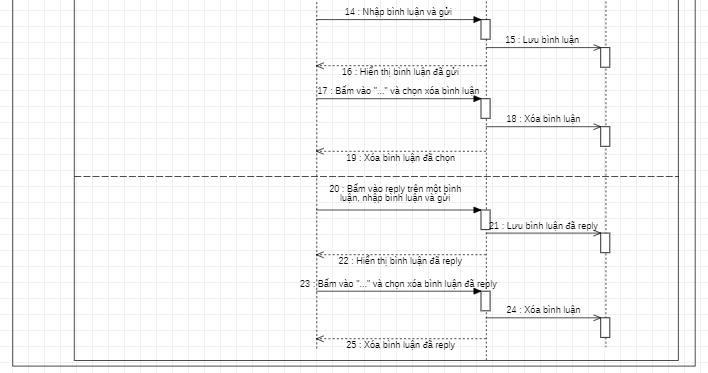 14 : Nhập bình luận và gửi
15 : Lưu bình luận
16 : Hiển thị bình luận đã gửi
17 : Bấm vào "..." và chọn xóa bình luận
18 : Xóa bình luận
19 : Xóa bình luận đã chọn
20 : Bấm vào reply trên một bình
luận, nhập bình luận và gửi
21 : Lưu bình luận đã reply
22 : Hiển thị bình luận đã reply
23 : Bấm vào "..." và chọn xóa bình luận đã reply
24 : Xóa bình luận
25 : Xóa bình luận đã reply